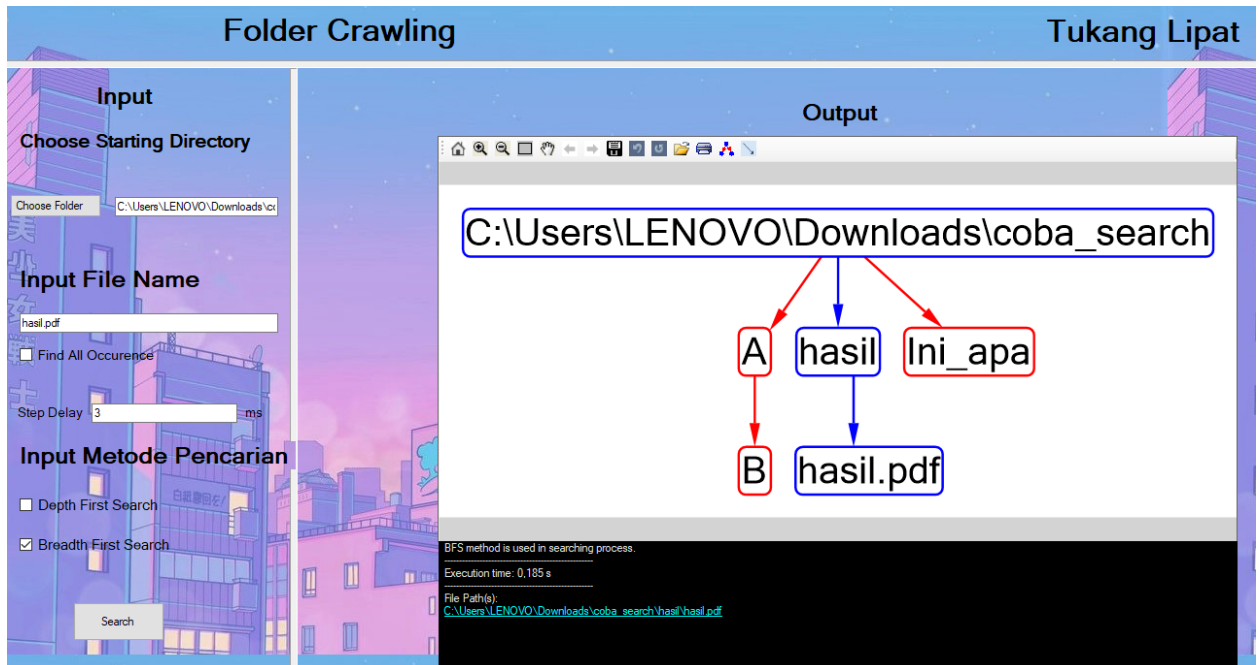 Folder Crawling
Tukang Lipat
Input
Choose Starting Directory
Choose Folder
C:\Users\LENOVO\Downloads\cc
Input File Name
hasil.pdf
Find All Occurence
Step Delay 3 ms
Input Metode Pencarian
Depth First Search
Breadth First Search
Search
Output
C:\Users\LENOVO\Downloads\coba_search
A hasil Ini_apa
B hasil.pdf
BFS method is used in searching process.
Execution time: 0,185 s
File Path(s):
C:\Users\LENOVO\Downloads\coba_search\hasil\hasil.pdf